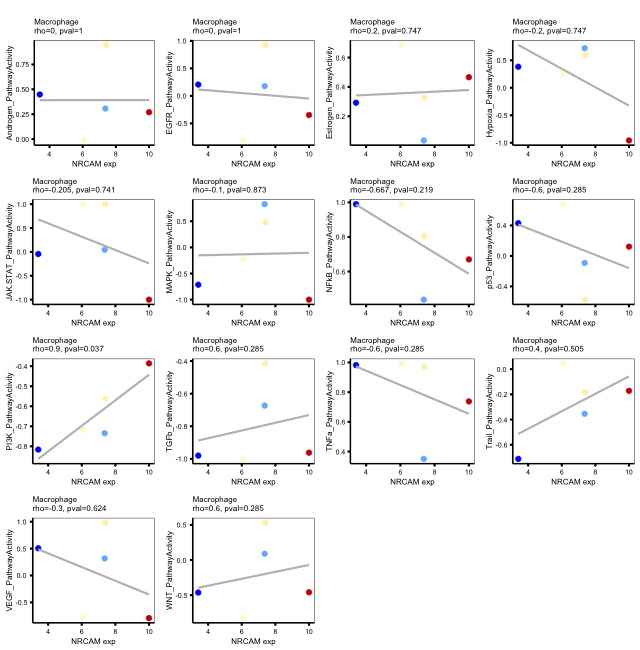 Macrophage
rho=0, pval=1
Androgen_PathwayActivity
0.75
0.50
0.25
0.00
4 6 8 10
NRCAM exp
Macrophage
rho=0, pval=1
EGFR_PathwayActivity
1.0
0.5
0.0
-0.5
4 6 8 10
NRCAM exp
Macrophage
rho=0.2, pval=0.747
Estrogen_PathwayActivity
0.6
0.4
0.2
4 6 8 10
NRCAM exp
Macrophage
rho=-0.2, pval=0.747
Hypoxia_PathwayActivity
0.5
0.0
-0.5
-1.0
4 6 8 10
NRCAM exp
Macrophage
rho=-0.205, pval=0.741
JAK.STAT_PathwayActivity
1.0
0.5
0.0
-0.5
-1.0
4 6 8 10
NRCAM exp
Macrophage
rho=-0.1, pval=0.873
MAPK_PathwayActivity
0.5
0.0
-0.5
-1.0
4 6 8 10
NRCAM exp
Macrophage
rho=-0.667, pval=0.219
NFkB_PathwayActivity
1.0
0.8
0.6
4 6 8 10
NRCAM exp
Macrophage
rho=-0.6, pval=0.285
p53_PathwayActivity
0.4
0.0
-0.4
4 6 8 10
NRCAM exp
Macrophage
rho=0.9, pval=0.037
PI3K_PathwayActivity
-0.4
-0.5
-0.6
-0.7
-0.8
4 6 8 10
NRCAM exp
Macrophage
rho=0.6, pval=0.285
TGFb_PathwayActivity
-0.4
-0.6
-0.8
-1.0
4 6 8 10
NRCAM exp
Macrophage
rho=-0.6, pval=0.285
TNFa_PathwayActivity
1.0
0.8
0.6
0.4
4 6 8 10
NRCAM exp
Macrophage
rho=0.4, pval=0.505
Trail_PathwayActivity
0.0
-0.2
-0.4
-0.6
4 6 8 10
NRCAM exp
Macrophage
rho=-0.3, pval=0.624
VEGF_PathwayActivity
1.0
0.5
0.0
-0.5
4 6 8 10
NRCAM exp
Macrophage
rho=0.6, pval=0.285
WNT_PathwayActivity
0.5
0.0
-0.5
4 6 8 10
NRCAM exp